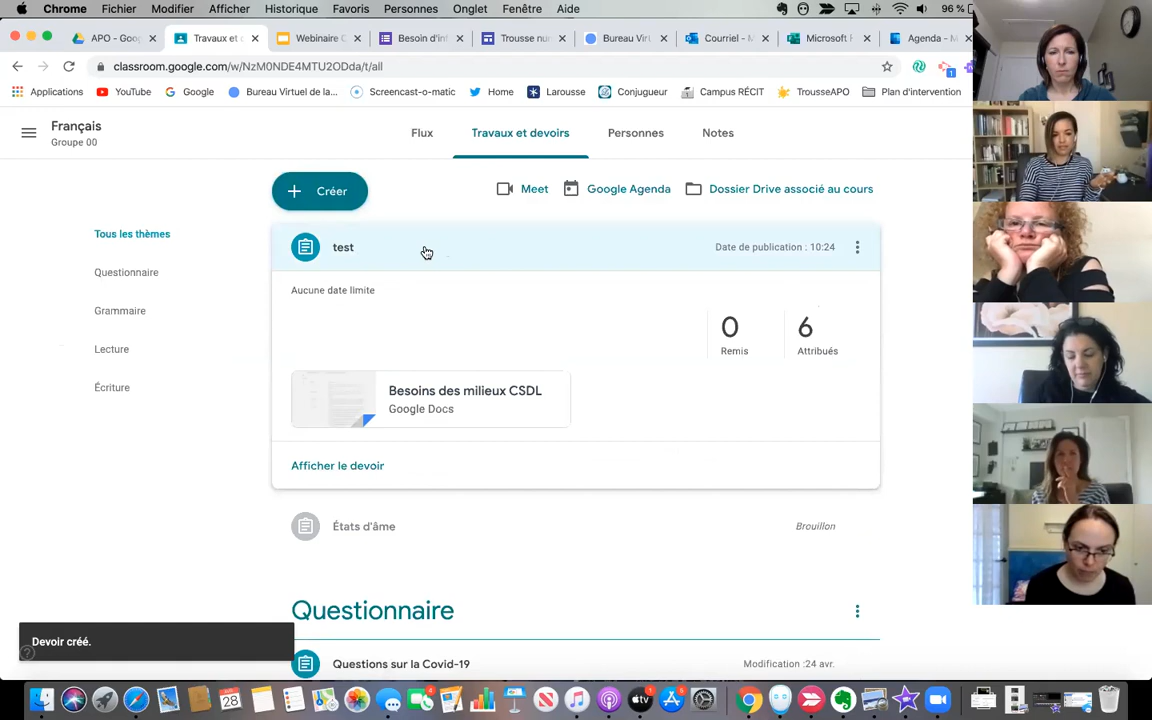 Chrome Fichier Modifier Afficher Historique Favoris Personnes Onglet Fenêtre Aide 96 %
APO - Goog Travaux et d Webinaire C Besoin d'inf Trousse nu Bureau Virt Courriel - M Microsoft F Agenda - M
classroom.google.com/w/NzM0NDE4MTU2ODda/t/all
Applications YouTube Google Bureau Virtuel de la... Screencast-o-matic Home Larousse Conjugueur Campus RÉCIT TrousseAPO Plan d'intervention
Français
Groupe 00
Flux Travaux et devoirs Personnes Notes
Créer
Meet Google Agenda Dossier Drive associé au cours
Tous les thèmes
Questionnaire
Grammaire
Lecture
Écriture
test
Date de publication : 10:24
Aucune date limite
0 6
Remis Attribués
Besoins des milieux CSDL
Google Docs
Afficher le devoir
États d'âme Brouillon
Questionnaire
Devoir créé.
Questions sur la Covid-19 Modification :24 avr.